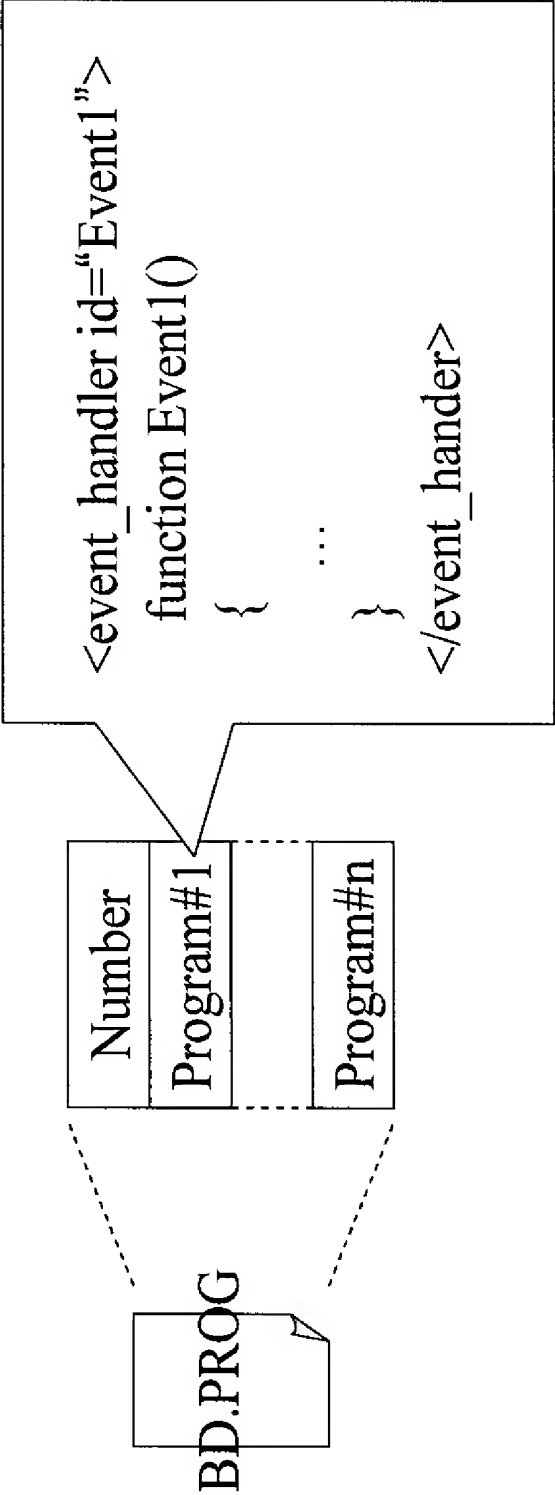 BD.PROG
Number
Program#1
Program#n
<event_handler id=“Event1”>
function Event1()
{
...
}
</event_hander>